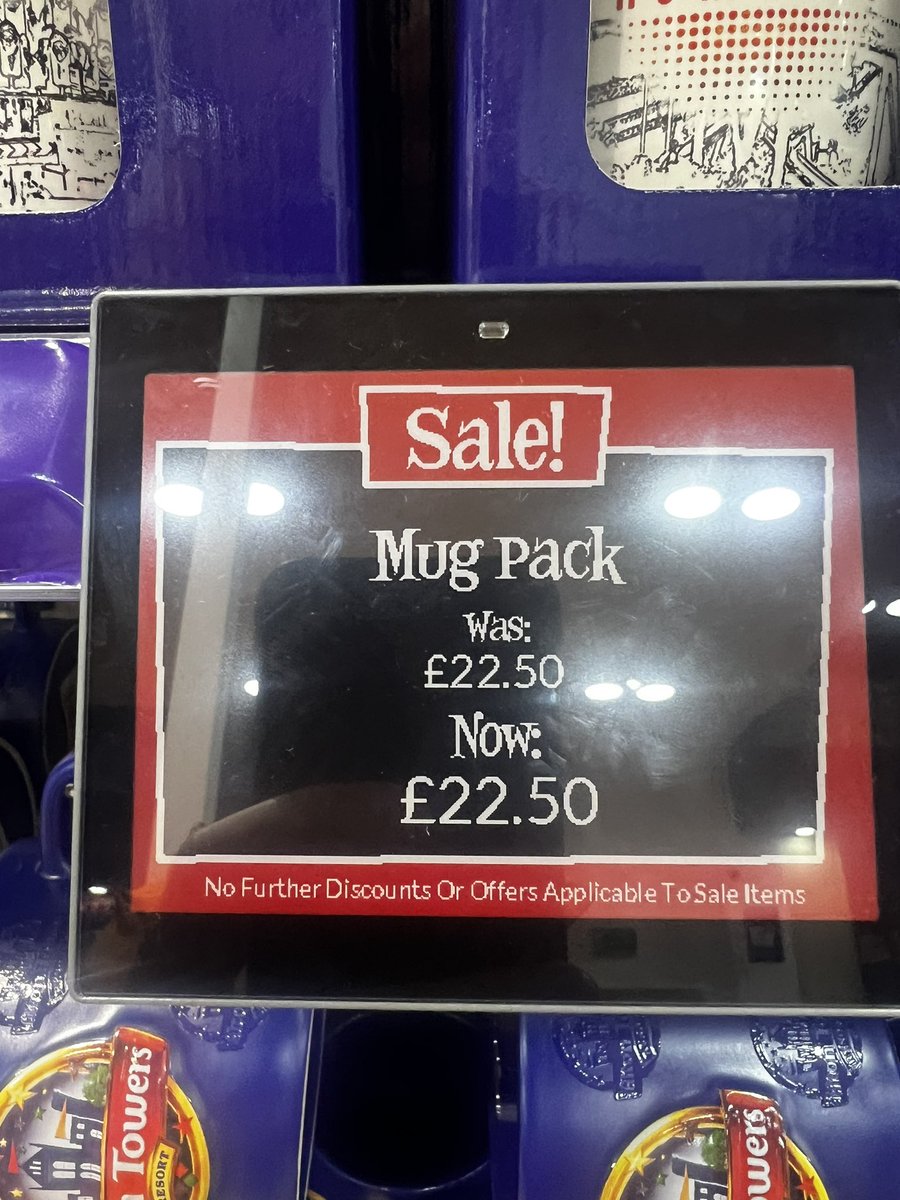 Sale!
Mug Pack
Was:
£22.50
Now:
£22.50
No Further Discounts Or Offers Applicable To Sale Items
Towers
RESORT